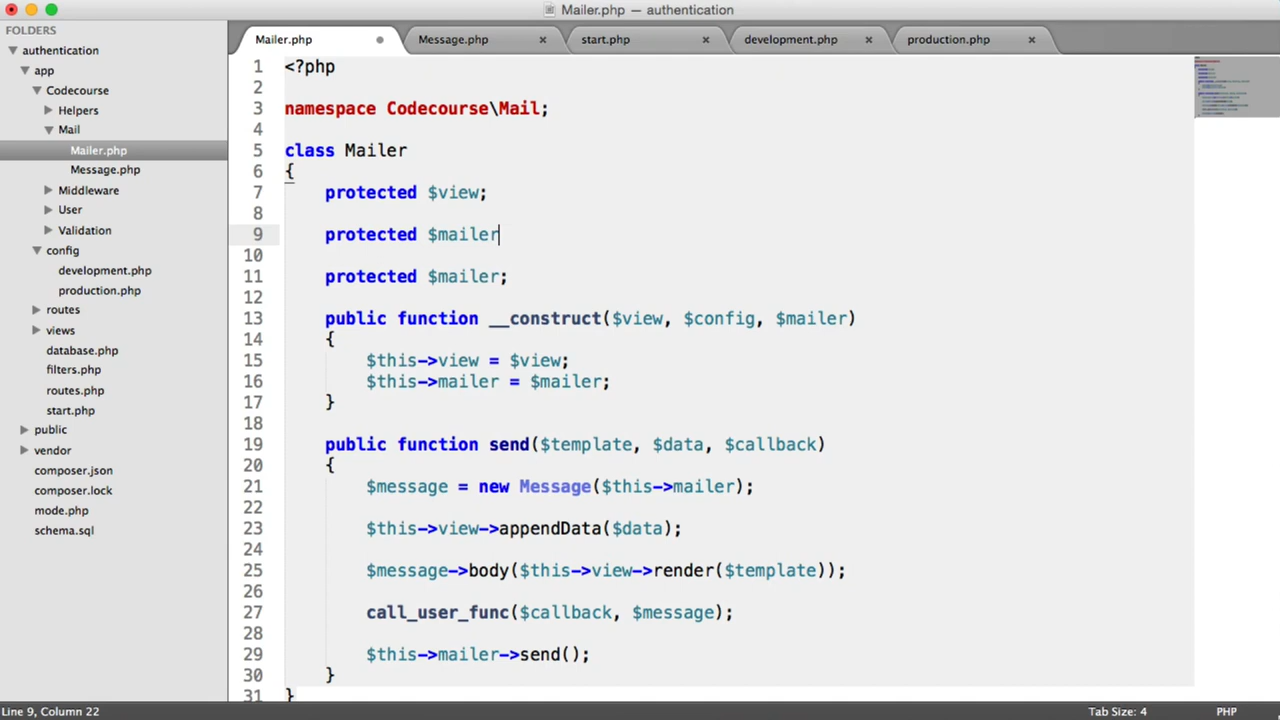 Mailer.php — authentication
FOLDERS
authentication
app
Codecourse
Helpers
Mail
Mailer.php
Message.php
Middleware
User
Validation
config
development.php
production.php
routes
views
database.php
filters.php
routes.php
start.php
public
vendor
composer.json
composer.lock
mode.php
schema.sql
Mailer.php Message.php start.php development.php production.php
1 <?php
2
3 namespace Codecourse\Mail;
4
5 class Mailer
6 {
7 protected $view;
8
9 protected $mailer
10
11 protected $mailer;
12
13 public function __construct($view, $config, $mailer)
14 {
15 $this->view = $view;
16 $this->mailer = $mailer;
17 }
18
19 public function send($template, $data, $callback)
20 {
21 $message = new Message($this->mailer);
22
23 $this->view->appendData($data);
24
25 $message->body($this->view->render($template));
26
27 call_user_func($callback, $message);
28
29 $this->mailer->send();
30 }
31 }
Line 9, Column 22
Tab Size: 4 PHP